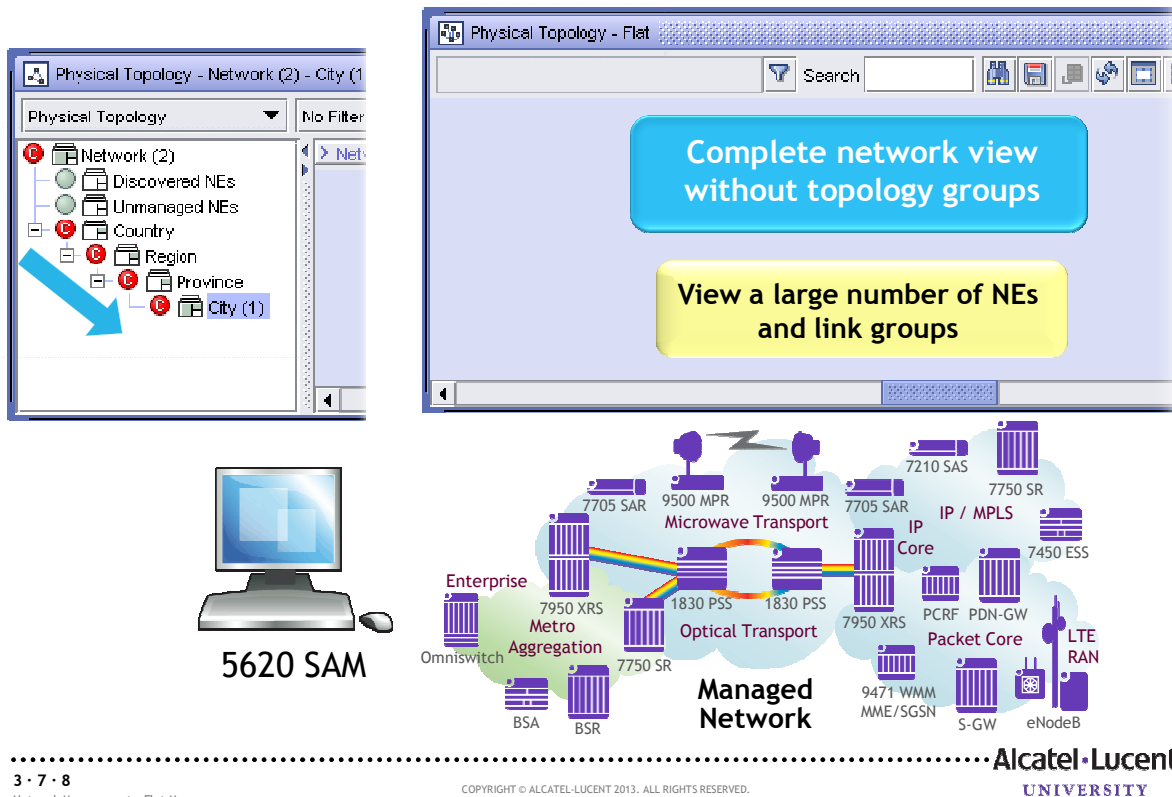 Physical Topology - Network (2) - City (1
Physical Topology
No Filter
Network (2)
Discovered NEs
Unmanaged NEs
Country
Region
Province
City (1)
Physical Topology - Flat
Search
Complete network view
without topology groups
View a large number of NEs
and link groups
5620 SAM
7705 SAR
9500 MPR
9500 MPR
7705 SAR
7210 SAS
7750 SR
Microwave Transport
IP / MPLS
IP
Core
7450 ESS
Enterprise
Omniswitch
7950 XRS
Metro
Aggregation
1830 PSS
1830 PSS
Optical Transport
7750 SR
7950 XRS
PCRF
PDN-GW
Packet Core
LTE
RAN
BSA
BSR
Managed
Network
9471 WMM
MME/SGSN
S-GW
eNodeB
3 · 7 · 8
COPYRIGHT © ALCATEL-LUCENT 2013. ALL RIGHTS RESERVED.
Alcatel·Lucent
UNIVERSITY